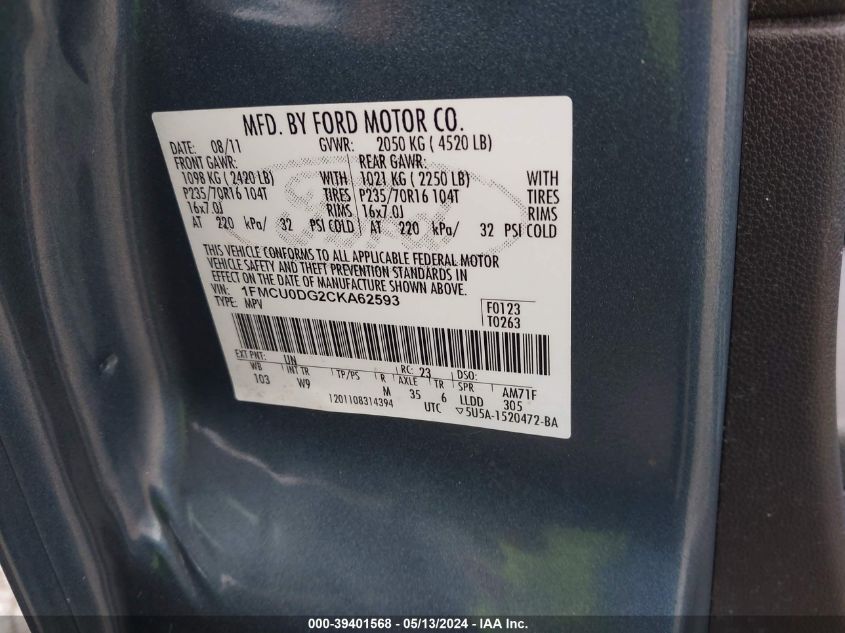 MFD. BY FORD MOTOR CO.
DATE: 08/11 GVWR: 2050 KG ( 4520 LB)
FRONT GAWR: REAR GAWR:
1098 KG ( 2420 LB) WITH 1021 KG ( 2250 LB) WITH
P235/70R16 104T TIRES P235/70R16 104T TIRES
16x7.0J RIMS 16x7.0J RIMS
AT 220 kPa/ 32 PSI COLD AT 220 kPa/ 32 PSI COLD
THIS VEHICLE CONFORMS TO ALL APPLICABLE FEDERAL MOTOR
VEHICLE SAFETY AND THEFT PREVENTION STANDARDS IN
EFFECT ON THE DATE OF MANUFACTURE SHOWN ABOVE.
VIN: 1FMCU0DG2CKA62593
TYPE: MPV
F0123
T0263
EXT PNT: UN RC: 23 DSO:
WB INT TR TP/PS R AXLE TR SPR AM71F
103 W9 M 35 6 LLDD 305
1201108314394 UTC ▽5U5A-1520472-BA
000-39401568 - 05/13/2024 - IAA Inc.